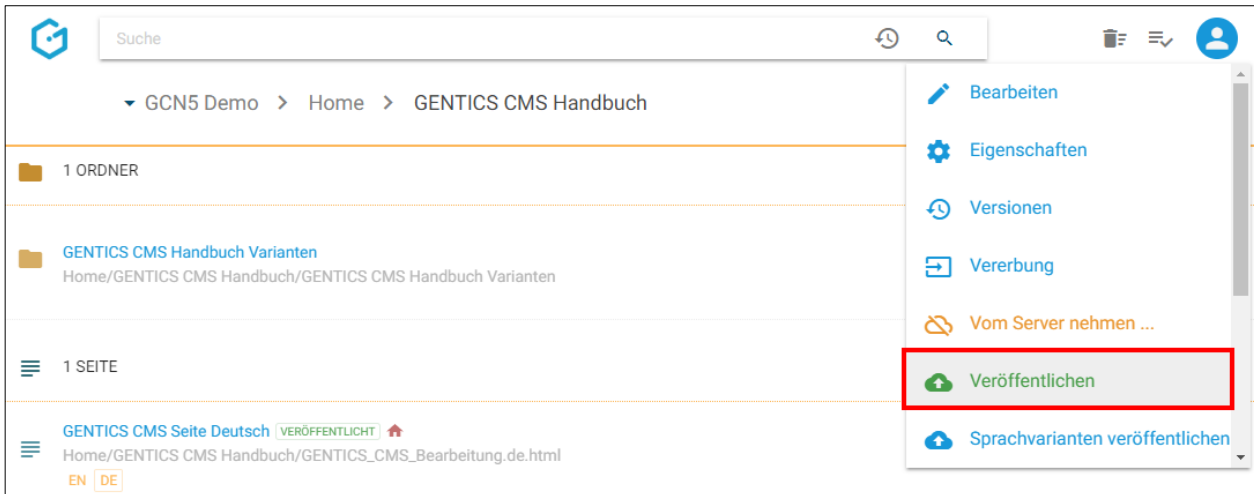 Suche
GCN5 Demo > Home > GENTICS CMS Handbuch
1 ORDNER
GENTICS CMS Handbuch Varianten
Home/GENTICS CMS Handbuch/GENTICS CMS Handbuch Varianten
1 SEITE
GENTICS CMS Seite Deutsch VERÖFFENTLICHT
Home/GENTICS CMS Handbuch/GENTICS_CMS_Bearbeitung.de.html
EN DE
Bearbeiten
Eigenschaften
Versionen
Vererbung
Vom Server nehmen ...
Veröffentlichen
Sprachvarianten veröffentlichen